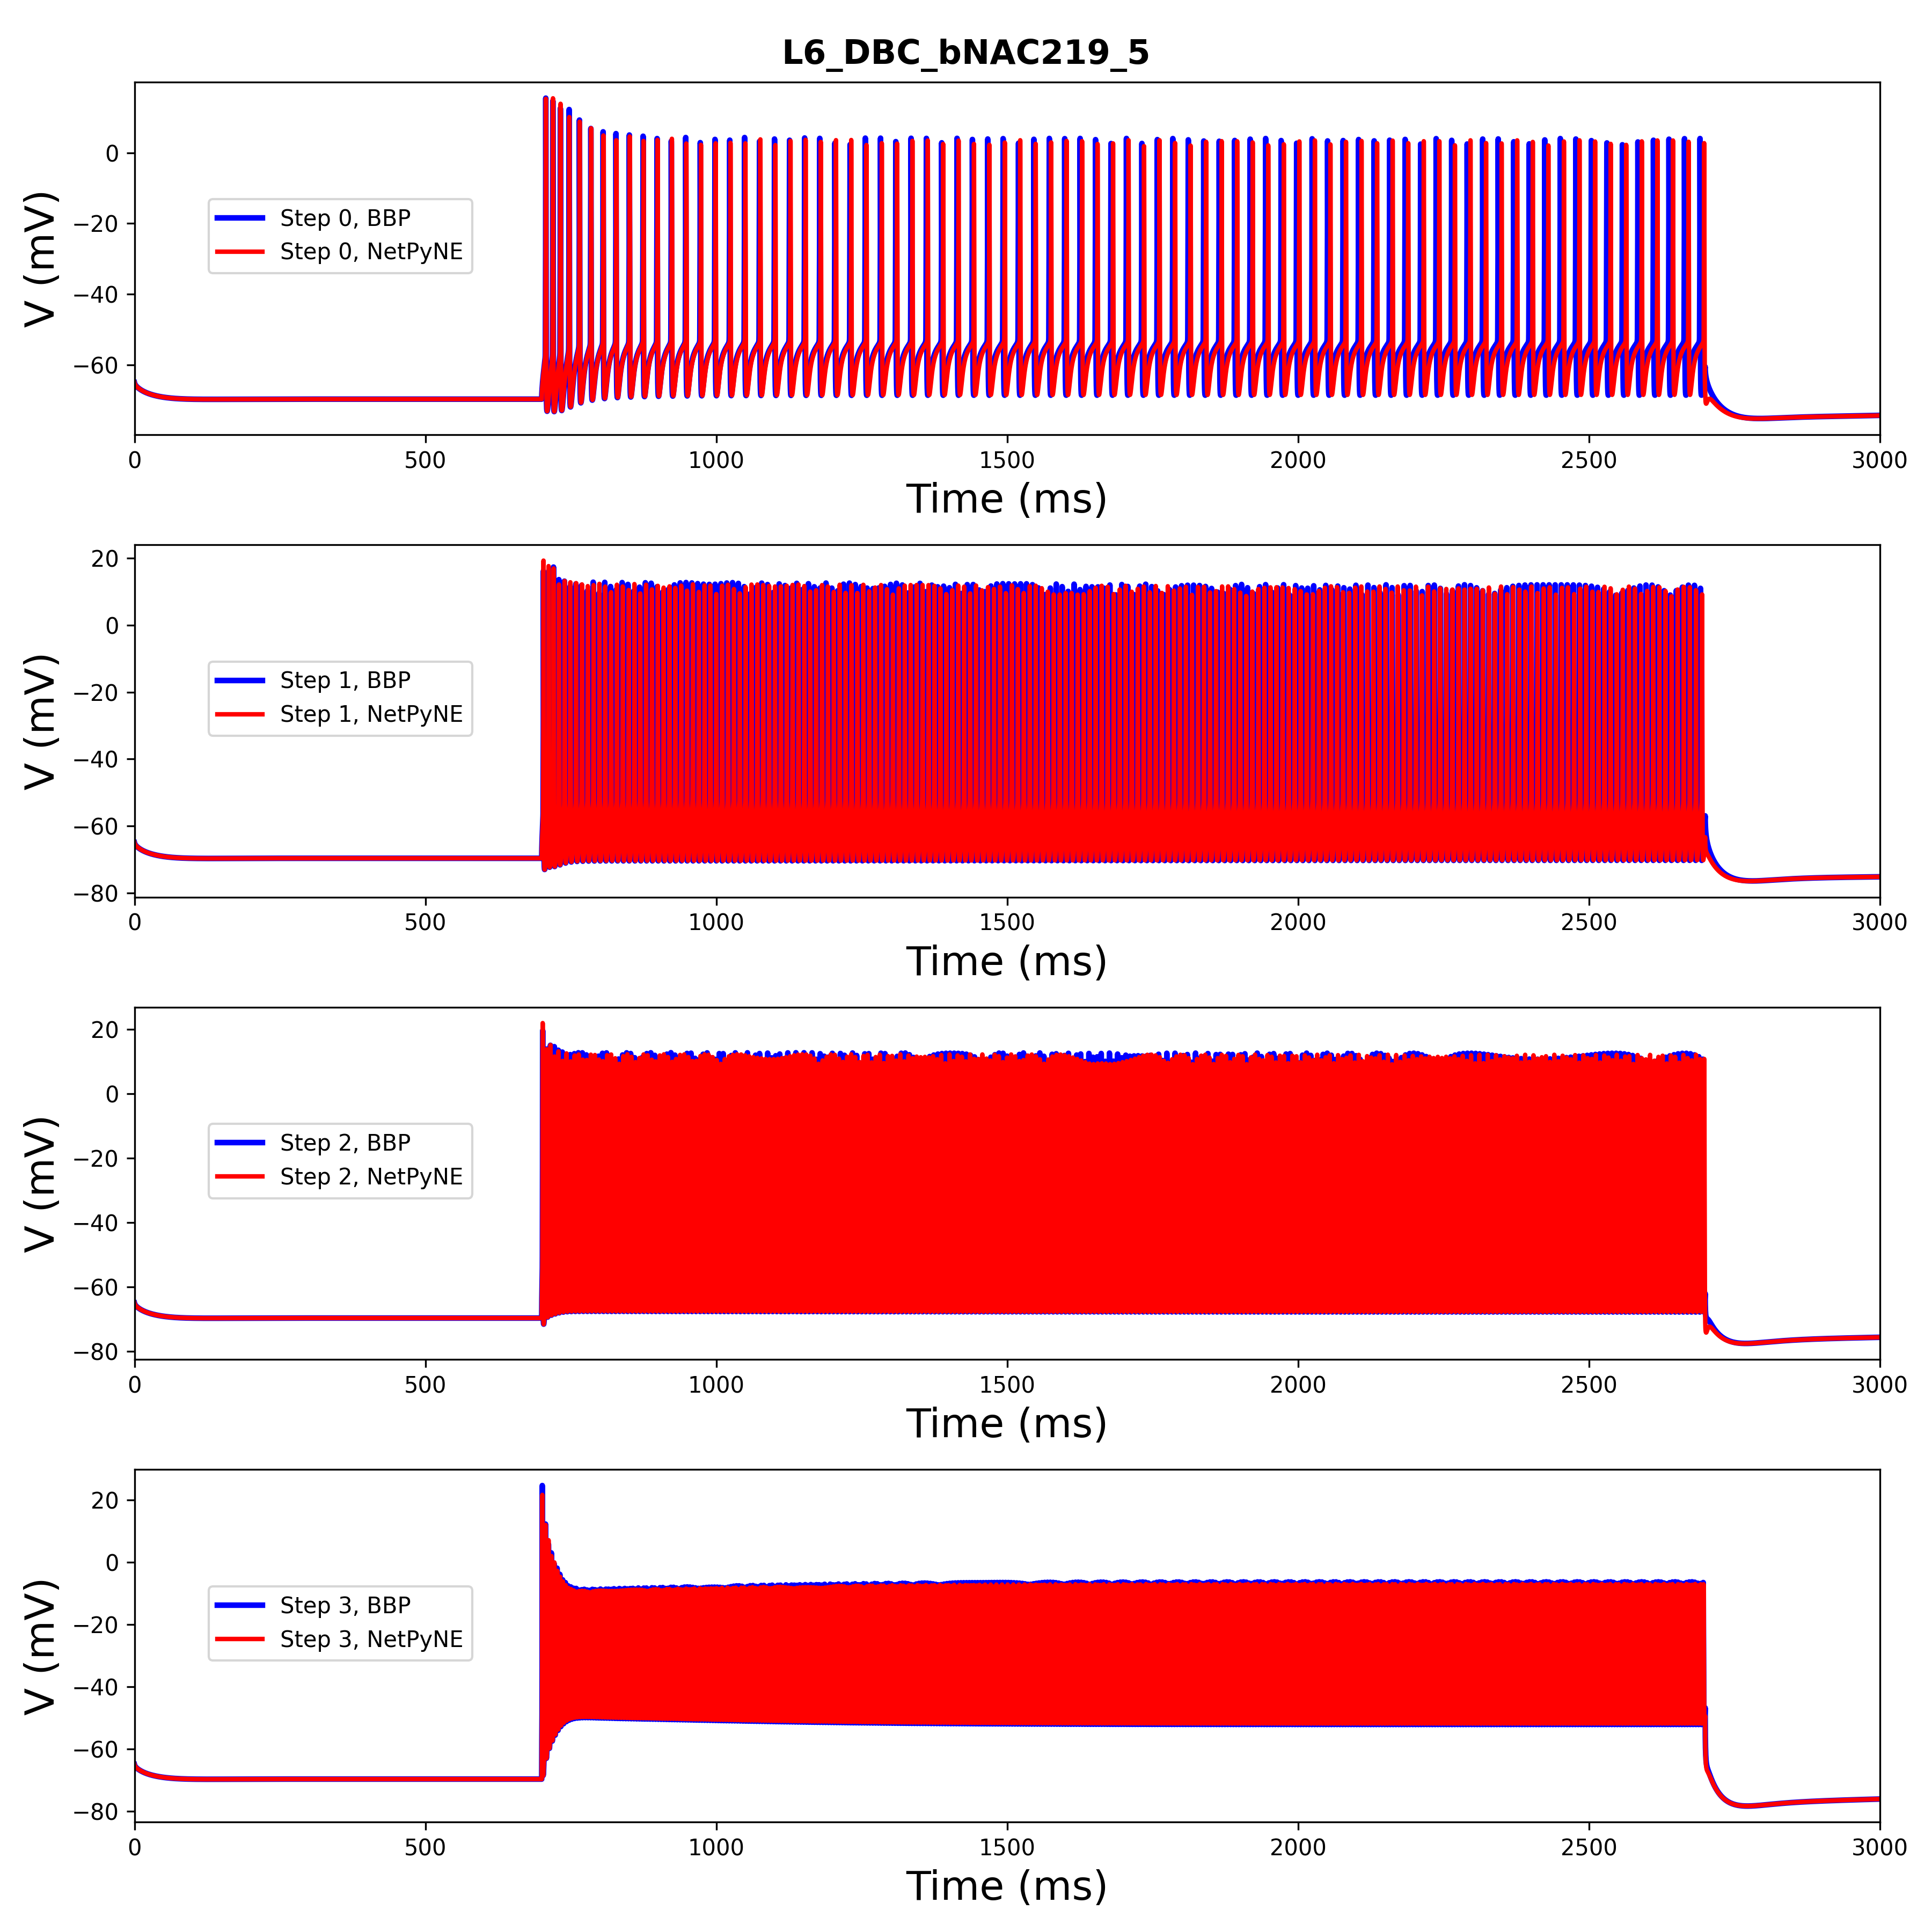 L6_DBC_bNAC219_5
0
−20
−40
−60
V (mV)
Step 0, BBP
Step 0, NetPyNE
0 500 1000 1500 2000 2500 3000
Time (ms)
20
0
−20
−40
−60
−80
V (mV)
Step 1, BBP
Step 1, NetPyNE
0 500 1000 1500 2000 2500 3000
Time (ms)
20
0
−20
−40
−60
−80
V (mV)
Step 2, BBP
Step 2, NetPyNE
0 500 1000 1500 2000 2500 3000
Time (ms)
20
0
−20
−40
−60
−80
V (mV)
Step 3, BBP
Step 3, NetPyNE
0 500 1000 1500 2000 2500 3000
Time (ms)